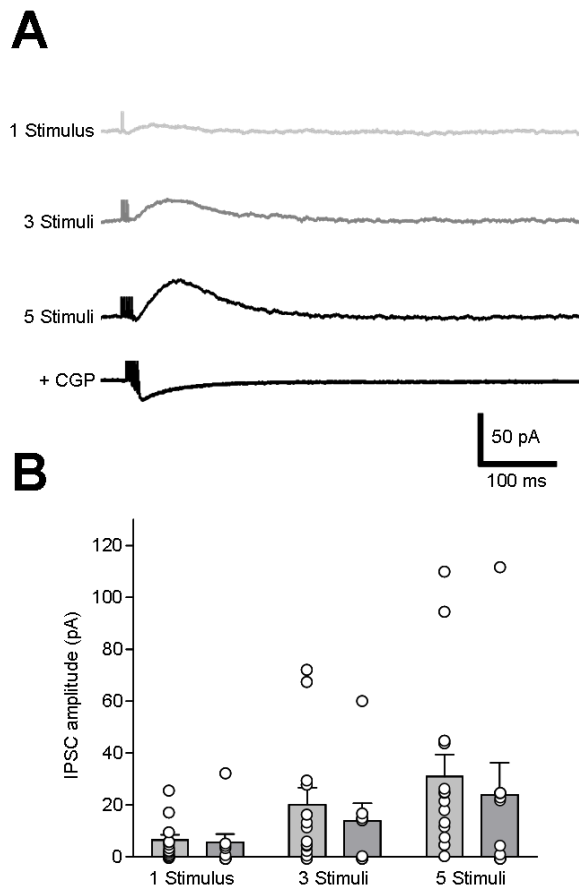 A
1 Stimulus
3 Stimuli
5 Stimuli
+ CGP
50 pA
100 ms
B
IPSC amplitude (pA)
120
100
80
60
40
20
0
1 Stimulus 3 Stimuli 5 Stimuli